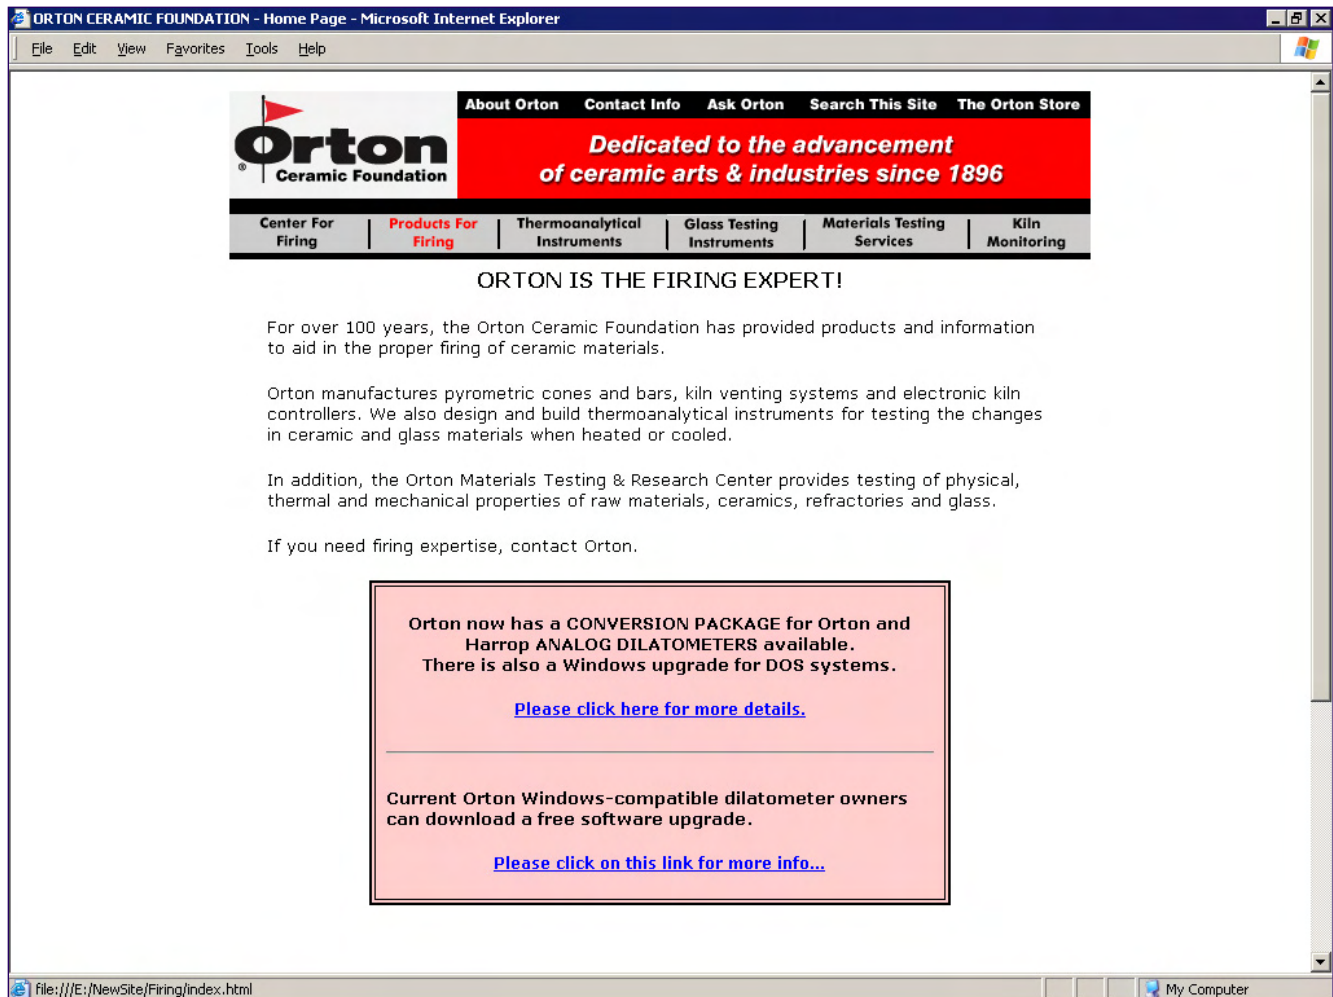 ORTON CERAMIC FOUNDATION - Home Page - Microsoft Internet Explorer
File Edit View Favorites Tools Help
About Orton Contact Info Ask Orton Search This Site The Orton Store
Orton
® Ceramic Foundation
Dedicated to the advancement
of ceramic arts & industries since 1896
Center For Firing | Products For Firing | Thermoanalytical Instruments | Glass Testing Instruments | Materials Testing Services | Kiln Monitoring
ORTON IS THE FIRING EXPERT!
For over 100 years, the Orton Ceramic Foundation has provided products and information
to aid in the proper firing of ceramic materials.
Orton manufactures pyrometric cones and bars, kiln venting systems and electronic kiln
controllers. We also design and build thermoanalytical instruments for testing the changes
in ceramic and glass materials when heated or cooled.
In addition, the Orton Materials Testing & Research Center provides testing of physical,
thermal and mechanical properties of raw materials, ceramics, refractories and glass.
If you need firing expertise, contact Orton.
Orton now has a CONVERSION PACKAGE for Orton and
Harrop ANALOG DILATOMETERS available.
There is also a Windows upgrade for DOS systems.
Please click here for more details.
Current Orton Windows-compatible dilatometer owners
can download a free software upgrade.
Please click on this link for more info...
file:///E:/NewSite/Firing/index.html My Computer